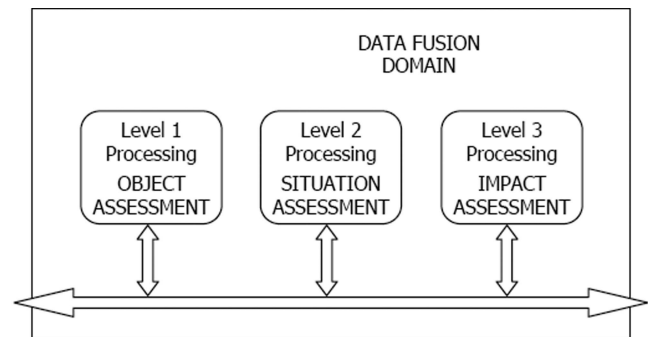 DATA FUSION
DOMAIN
Level 1
Processing
OBJECT
ASSESSMENT
Level 2
Processing
SITUATION
ASSESSMENT
Level 3
Processing
IMPACT
ASSESSMENT